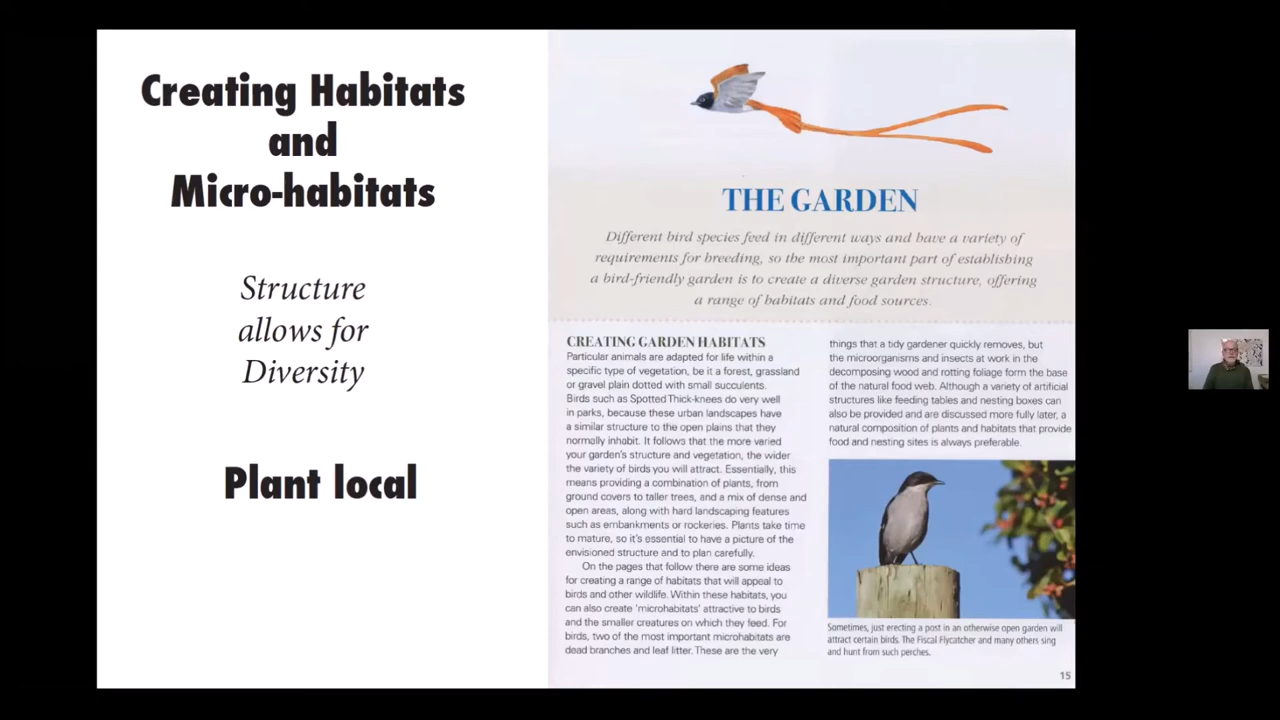 Creating Habitats
and
Micro-habitats
Structure
allows for
Diversity
Plant local
THE GARDEN
Different bird species feed in different ways and have a variety of
requirements for breeding, so the most important part of establishing
a bird-friendly garden is to create a diverse garden structure, offering
a range of habitats and food sources.
CREATING GARDEN HABITATS
Particular animals are adapted for life within a
specific type of vegetation, be it a forest, grassland
or gravel plain dotted with small succulents.
Birds such as Spotted Thick-knees do very well
in parks, because these urban landscapes have
a similar structure to the open plains that they
normally inhabit. It follows that the more varied
your garden's structure and vegetation, the wider
the variety of birds you will attract. Essentially, this
means providing a combination of plants, from
ground covers to taller trees, and a mix of dense and
open areas, along with hard landscaping features
such as embankments or rockeries. Plants take time
to mature, so it's essential to have a picture of the
envisioned structure and to plan carefully.
On the pages that follow there are some ideas
for creating a range of habitats that will appeal to
birds and other wildlife. Within these habitats, you
can also create 'microhabitats' attractive to birds
and the smaller creatures on which they feed. For
birds, two of the most important microhabitats are
dead branches and leaf litter. These are the very
things that a tidy gardener quickly removes, but
the microorganisms and insects at work in the
decomposing wood and rotting foliage form the base
of the natural food web. Although a variety of artificial
structures like feeding tables and nesting boxes can
also be provided and are discussed more fully later, a
natural composition of plants and habitats that provide
food and nesting sites is always preferable.
Sometimes, just erecting a post in an otherwise open garden will
attract certain birds. The Fiscal Flycatcher and many others sing
and hunt from such perches.
15